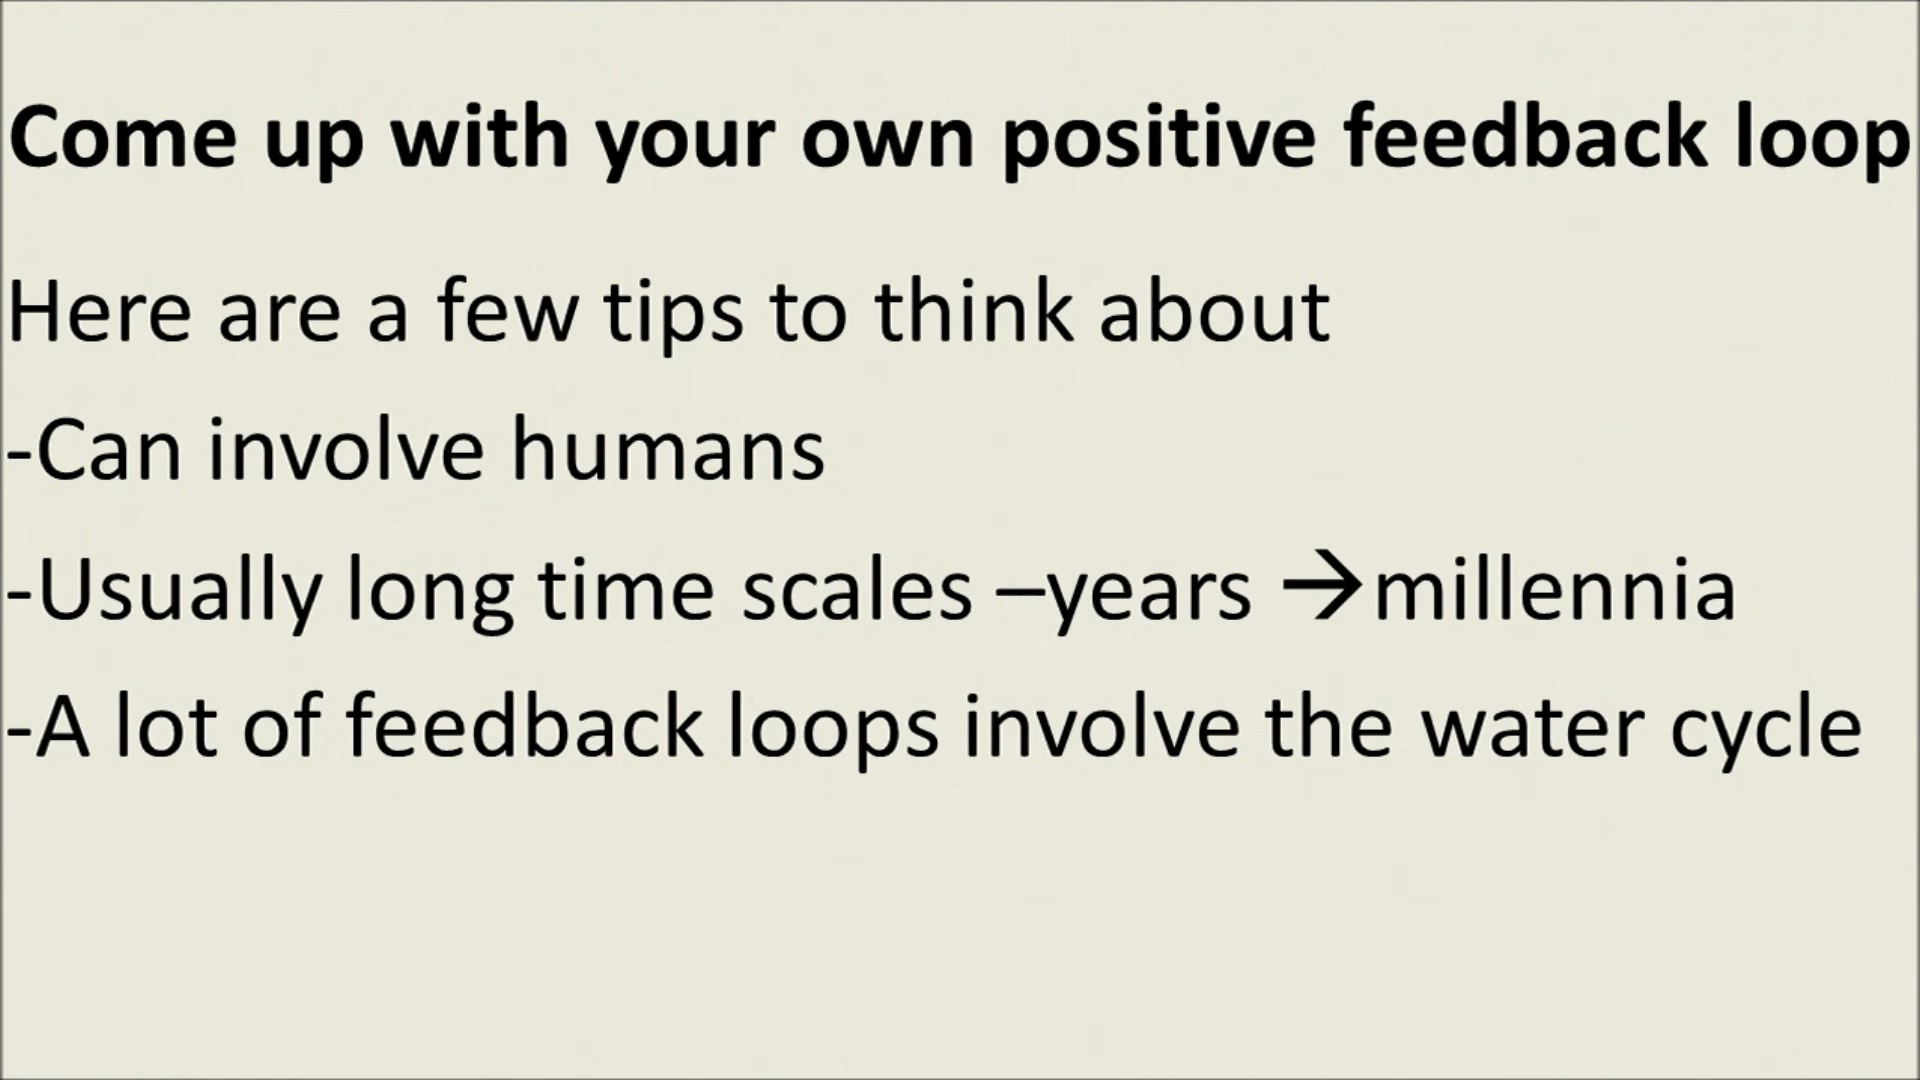 Come up with your own positive feedback loop
Here are a few tips to think about
-Can involve humans
-Usually long time scales –years →millennia
-A lot of feedback loops involve the water cycle